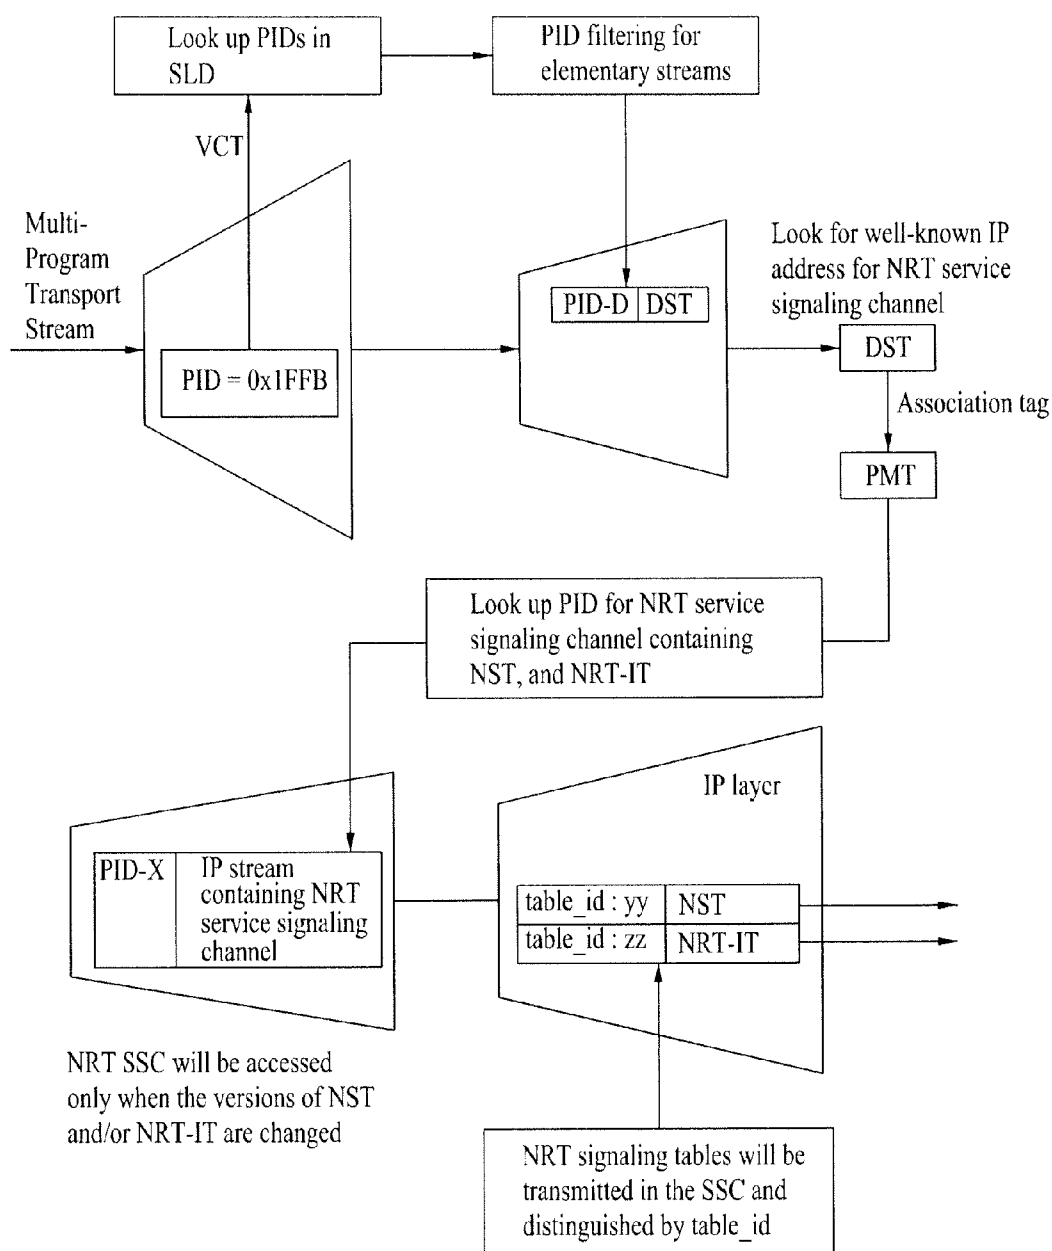 Look up PIDs in
SLD
PID filtering for
elementary streams
VCT
Multi-
Program
Transport
Stream
PID = 0x1FFB
PID-D DST
Look for well-known IP
address for NRT service
signaling channel
DST
Association tag
PMT
Look up PID for NRT service
signaling channel containing
NST, and NRT-IT
PID-X
IP stream
containing NRT
service signaling
channel
IP layer
table_id : yy NST
table_id : zz NRT-IT
NRT SSC will be accessed
only when the versions of NST
and/or NRT-IT are changed
NRT signaling tables will be
transmitted in the SSC and
distinguished by table_id